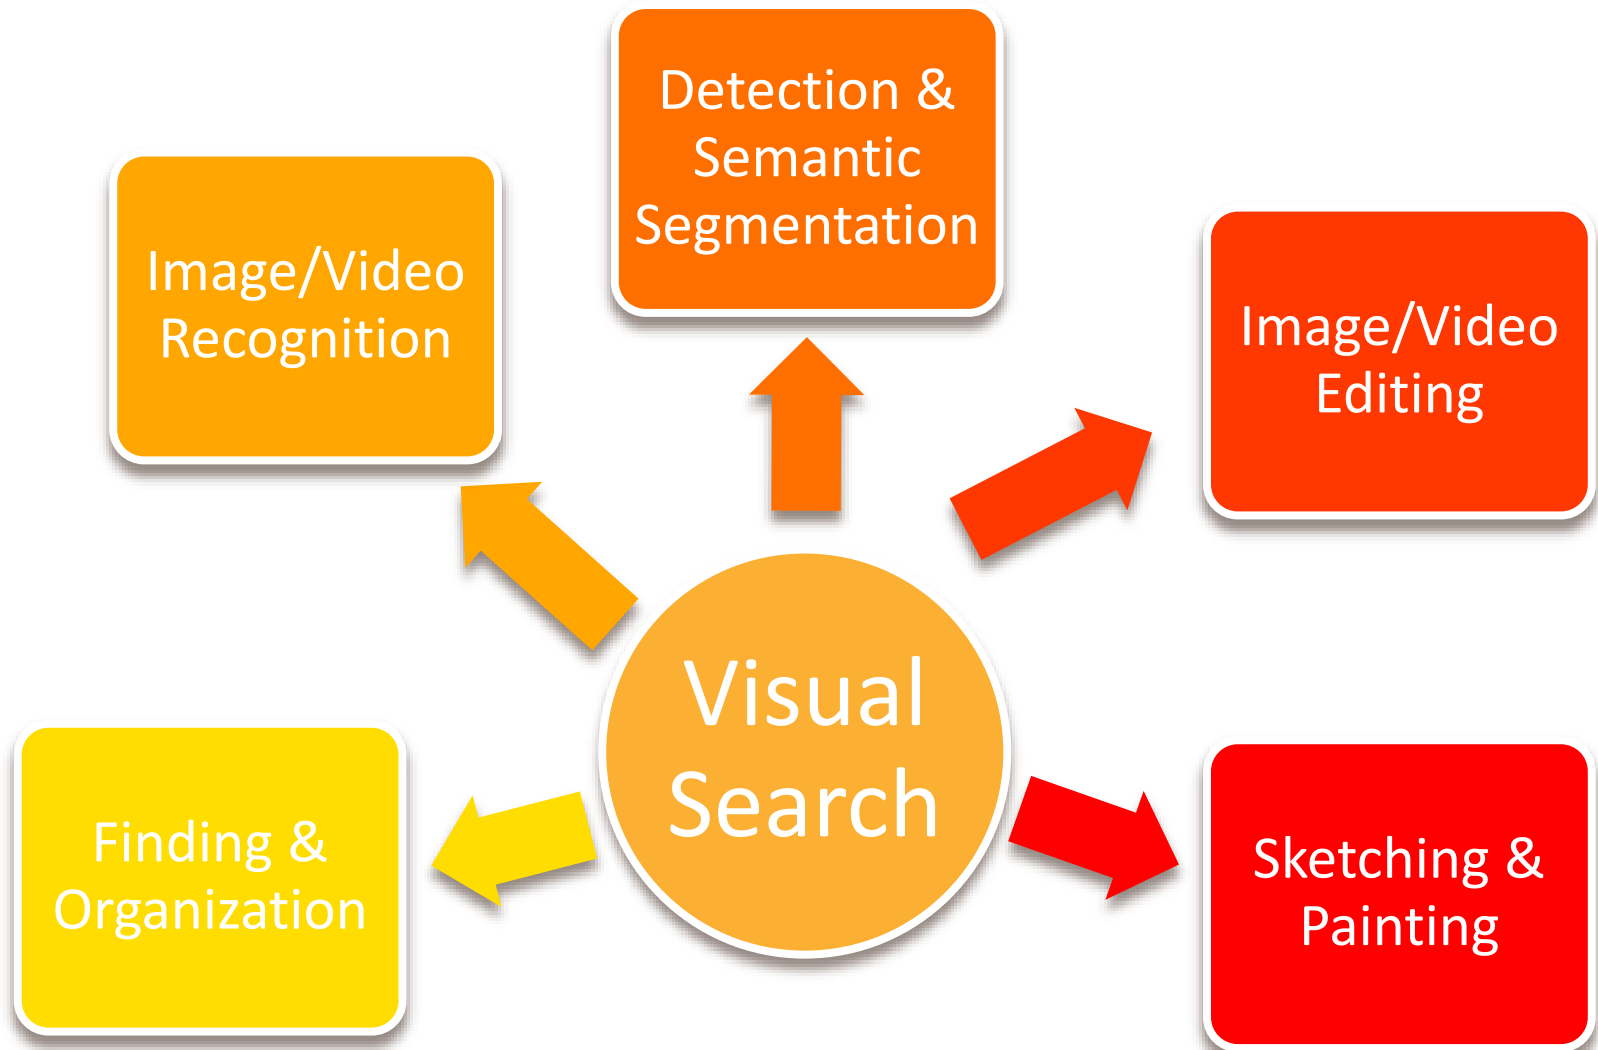 Detection &
Semantic
Segmentation
Image/Video
Recognition
Image/Video
Editing
Visual
Search
Finding &
Organization
Sketching &
Painting